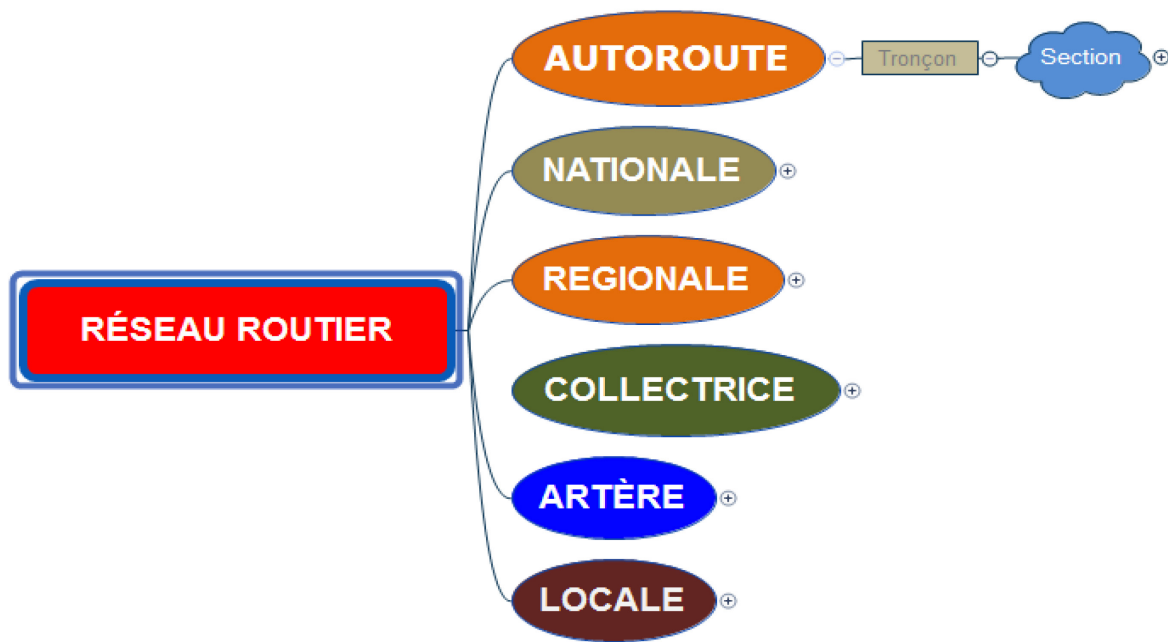 AUTOROUTE
Tronçon
Section
NATIONALE
REGIONALE
RÉSEAU ROUTIER
COLLECTRICE
ARTÈRE
LOCALE